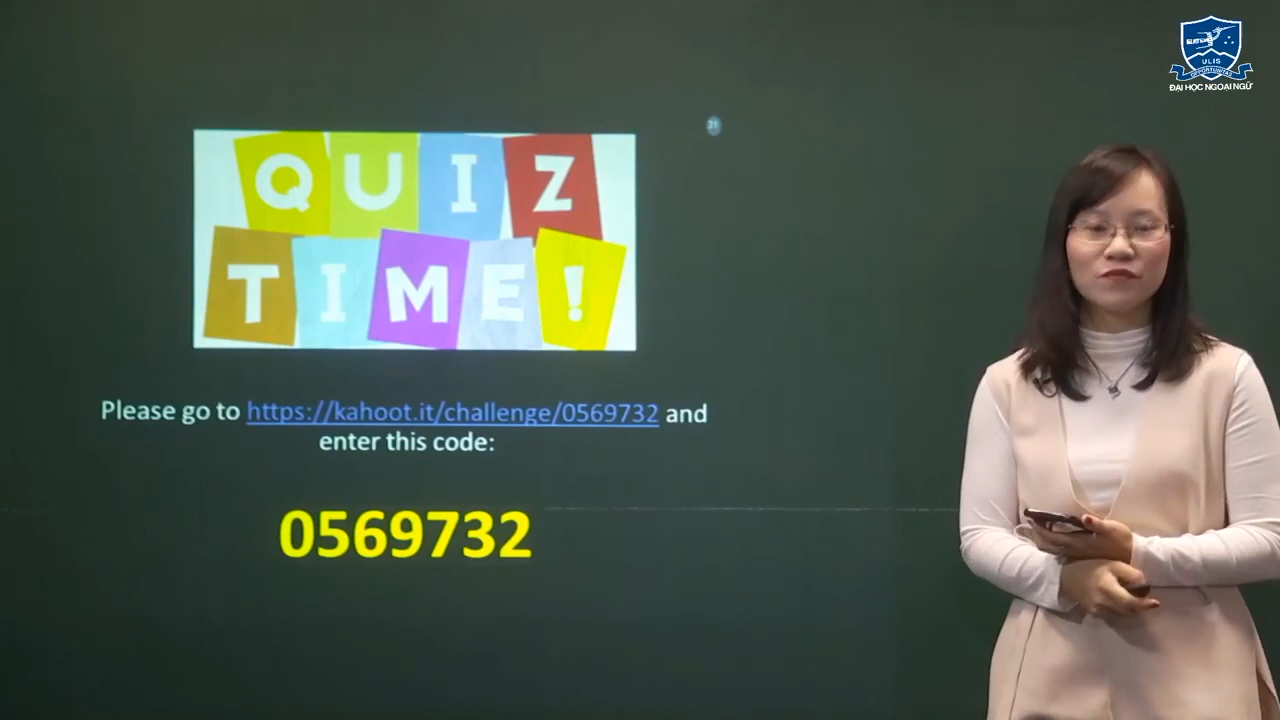 ULIS
ĐẠI HỌC NGOẠI NGỮ
31
QUIZ
TIME!
Please go to https://kahoot.it/challenge/0569732 and
enter this code:
0569732